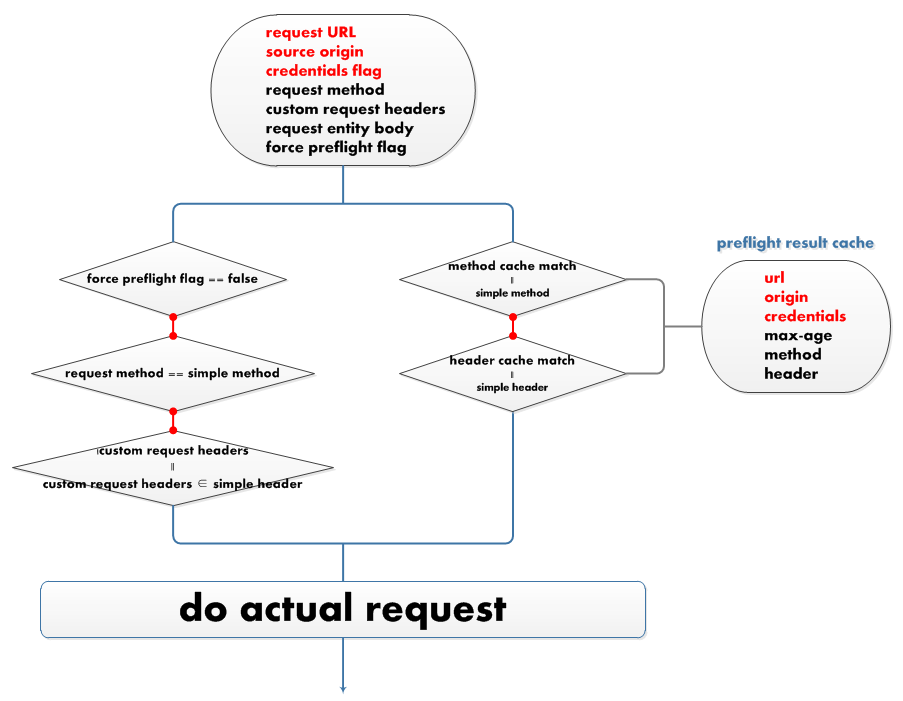 request URL
source origin
credentials flag
request method
custom request headers
request entity body
force preflight flag
force preflight flag == false
request method == simple method
!custom request headers
||
custom request headers ∈ simple header
method cache match
||
simple method
header cache match
||
simple header
preflight result cache
url
origin
credentials
max-age
method
header
do actual request